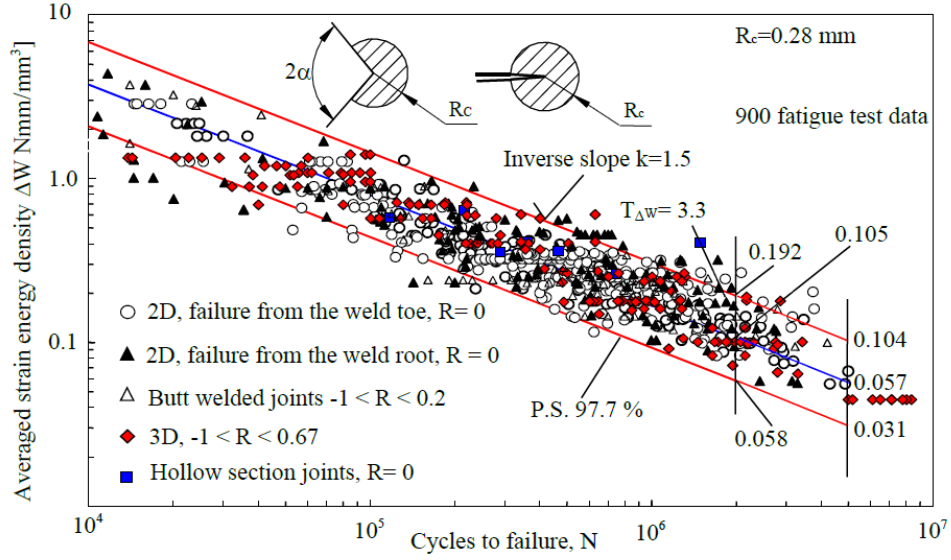 10
1.0
0.1
Averaged strain energy density ΔW Nmm/mm³
2α
Rc
Rc
Rc=0.28 mm
900 fatigue test data
Inverse slope k=1.5
TΔW= 3.3
0.192
0.105
0.104
0.057
0.031
0.058
P.S. 97.7 %
2D, failure from the weld toe, R= 0
2D, failure from the weld root, R = 0
Butt welded joints -1 < R < 0.2
3D, -1 < R < 0.67
Hollow section joints, R= 0
10⁴
10⁵
10⁶
10⁷
Cycles to failure, N